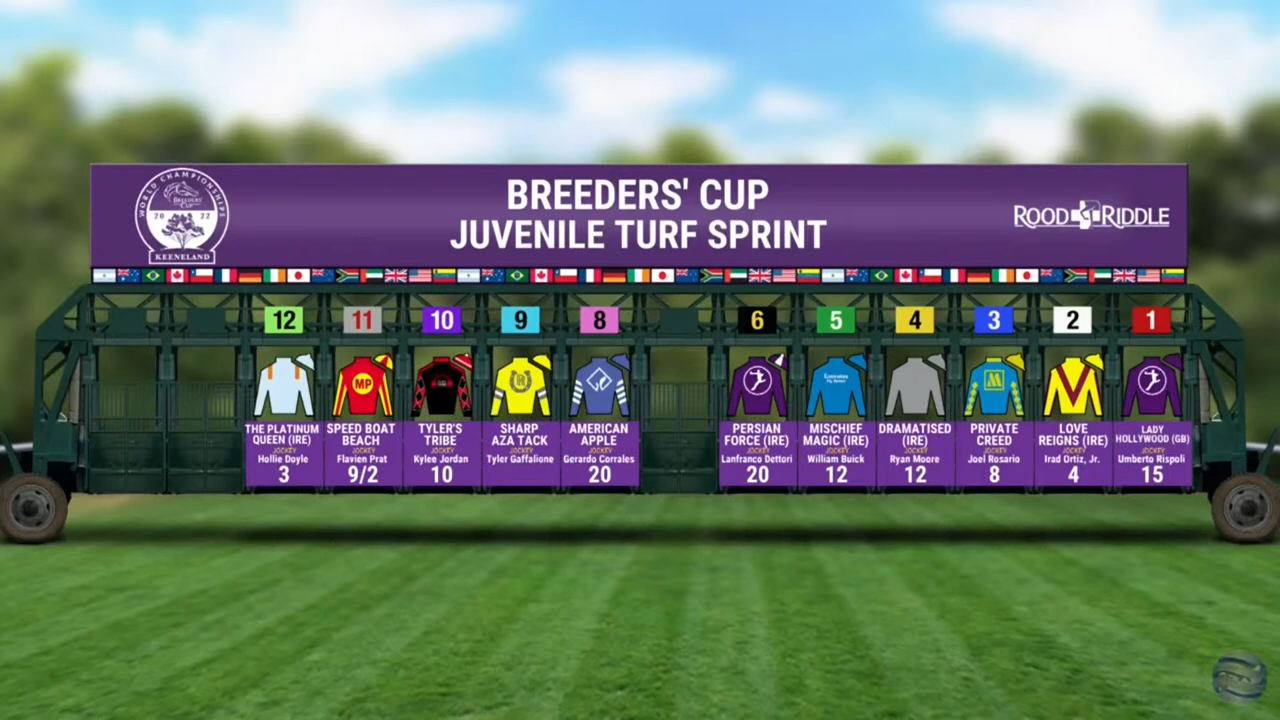 WORLD CHAMPIONSHIPS
BREEDERS' CUP
20 22
KEENELAND
BREEDERS' CUP
JUVENILE TURF SPRINT
ROOD RIDDLE
12
11
10
9
8
6
5
4
3
2
1
MP
R
Emirates
Fly Better
M
THE PLATINUM
QUEEN (IRE)
JOCKEY
Hollie Doyle
3
SPEED BOAT
BEACH
JOCKEY
Flavien Prat
9/2
TYLER'S
TRIBE
JOCKEY
Kylee Jordan
10
SHARP
AZA TACK
JOCKEY
Tyler Gaffalione
AMERICAN
APPLE
JOCKEY
Gerardo Corrales
20
PERSIAN
FORCE (IRE)
JOCKEY
Lanfranco Dettori
20
MISCHIEF
MAGIC (IRE)
JOCKEY
William Buick
12
DRAMATISED
(IRE)
JOCKEY
Ryan Moore
12
PRIVATE
CREED
JOCKEY
Joel Rosario
8
LOVE
REIGNS (IRE)
JOCKEY
Irad Ortiz, Jr.
4
LADY
HOLLYWOOD (GB)
JOCKEY
Umberto Rispoli
15